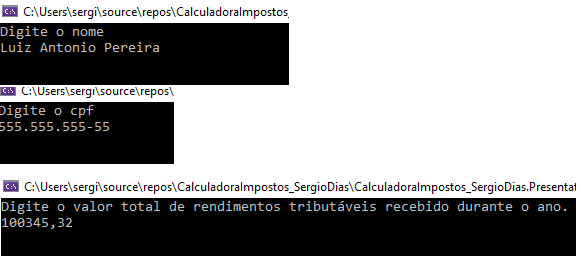 C:\Users\sergi\source\repos\CalculadoraImpostos_
Digite o nome
Luiz Antonio Pereira
C:\Users\sergi\source\repos\
Digite o cpf
555.555.555-55
C:\Users\sergi\source\repos\CalculadoraImpostos_SergioDias\CalculadoraImpostos_SergioDias.Presentat
Digite o valor total de rendimentos tributáveis recebido durante o ano.
100345,32